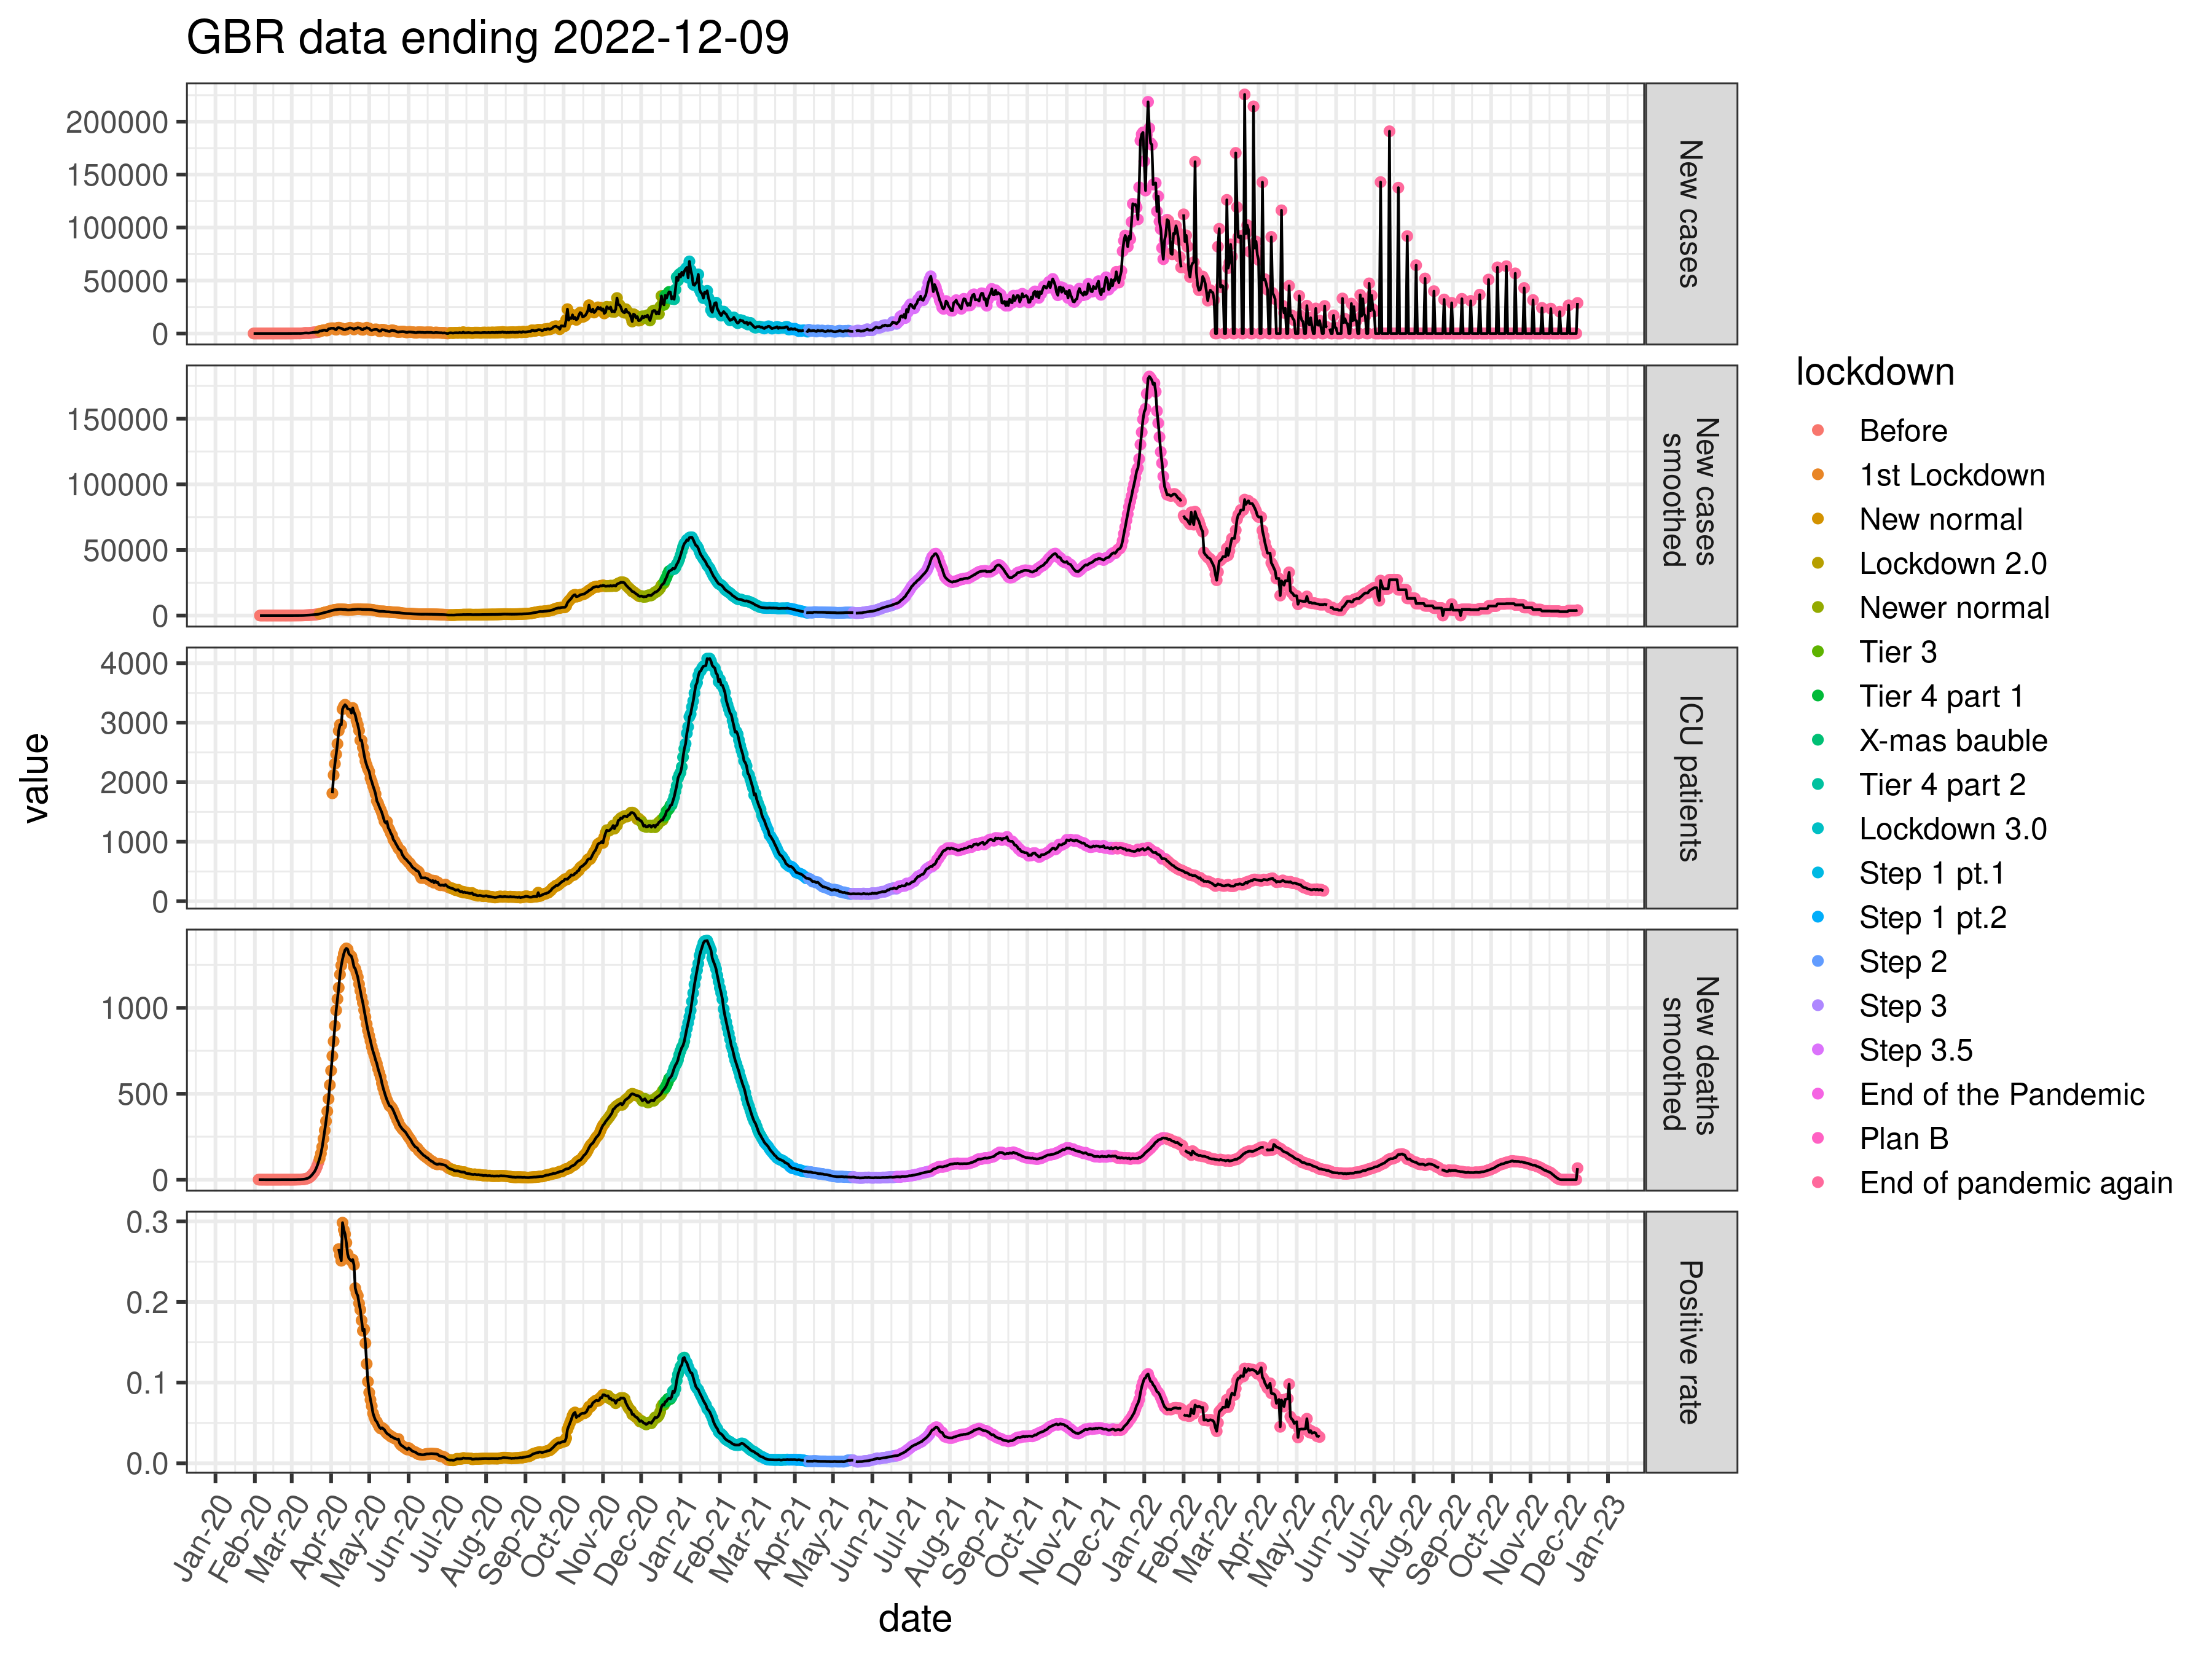 GBR data ending 2022-12-09
value
200000
150000
100000
50000
0
New cases
150000
100000
50000
0
New cases
smoothed
4000
3000
2000
1000
0
ICU patients
1000
500
0
New deaths
smoothed
0.3
0.2
0.1
0.0
Positive rate
Jan-20
Feb-20
Mar-20
Apr-20
May-20
Jun-20
Jul-20
Aug-20
Sep-20
Oct-20
Nov-20
Dec-20
Jan-21
Feb-21
Mar-21
Apr-21
May-21
Jun-21
Jul-21
Aug-21
Sep-21
Oct-21
Nov-21
Dec-21
Jan-22
Feb-22
Mar-22
Apr-22
May-22
Jun-22
Jul-22
Aug-22
Sep-22
Oct-22
Nov-22
Dec-22
Jan-23
date
lockdown
Before
1st Lockdown
New normal
Lockdown 2.0
Newer normal
Tier 3
Tier 4 part 1
X-mas bauble
Tier 4 part 2
Lockdown 3.0
Step 1 pt.1
Step 1 pt.2
Step 2
Step 3
Step 3.5
End of the Pandemic
Plan B
End of pandemic again